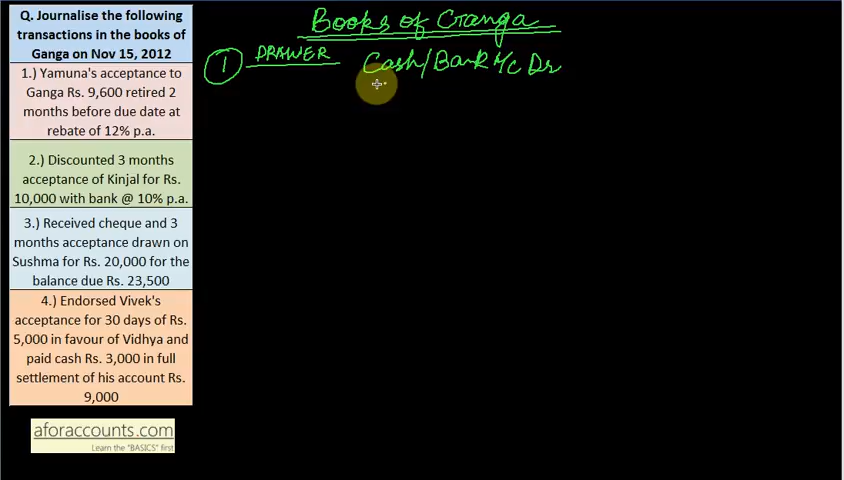 Q. Journalise the following
transactions in the books of
Ganga on Nov 15, 2012
1.) Yamuna's acceptance to
Ganga Rs. 9,600 retired 2
months before due date at
rebate of 12% p.a.
2.) Discounted 3 months
acceptance of Kinjal for Rs.
10,000 with bank @ 10% p.a.
3.) Received cheque and 3
months acceptance drawn on
Sushma for Rs. 20,000 for the
balance due Rs. 23,500
4.) Endorsed Vivek's
acceptance for 30 days of Rs.
5,000 in favour of Vidhya and
paid cash Rs. 3,000 in full
settlement of his account Rs.
9,000
aforaccounts.com
Learn the "BASICS" first
Books of Ganga
1 DRAWER Cash/Bank A/c Dr